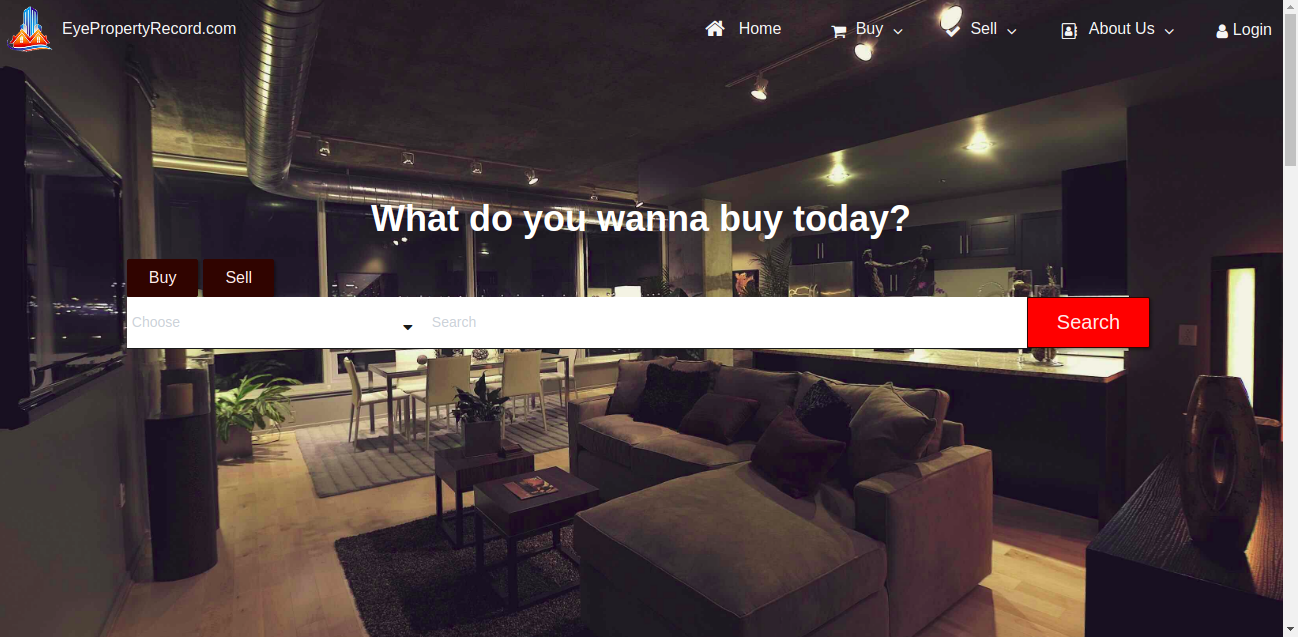 EyePropertyRecord.com
Home
Buy
Sell
About Us
Login
What do you wanna buy today?
Buy
Sell
Choose
Search
Search